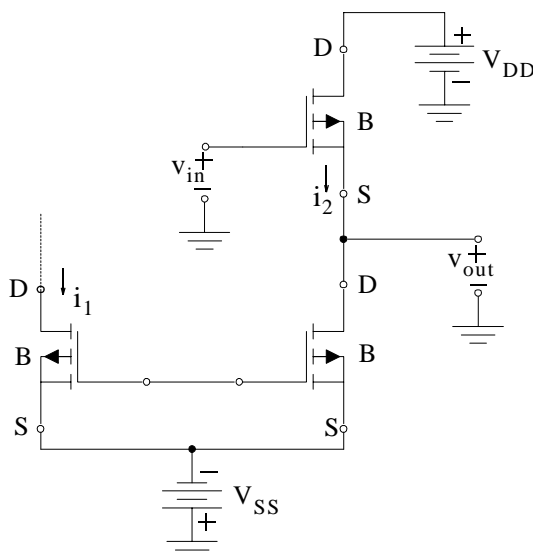 D
+
V_DD
−
B
v_in
+
−
i_2
S
v_out
+
−
D
i_1
D
B
B
S
S
−
V_SS
+